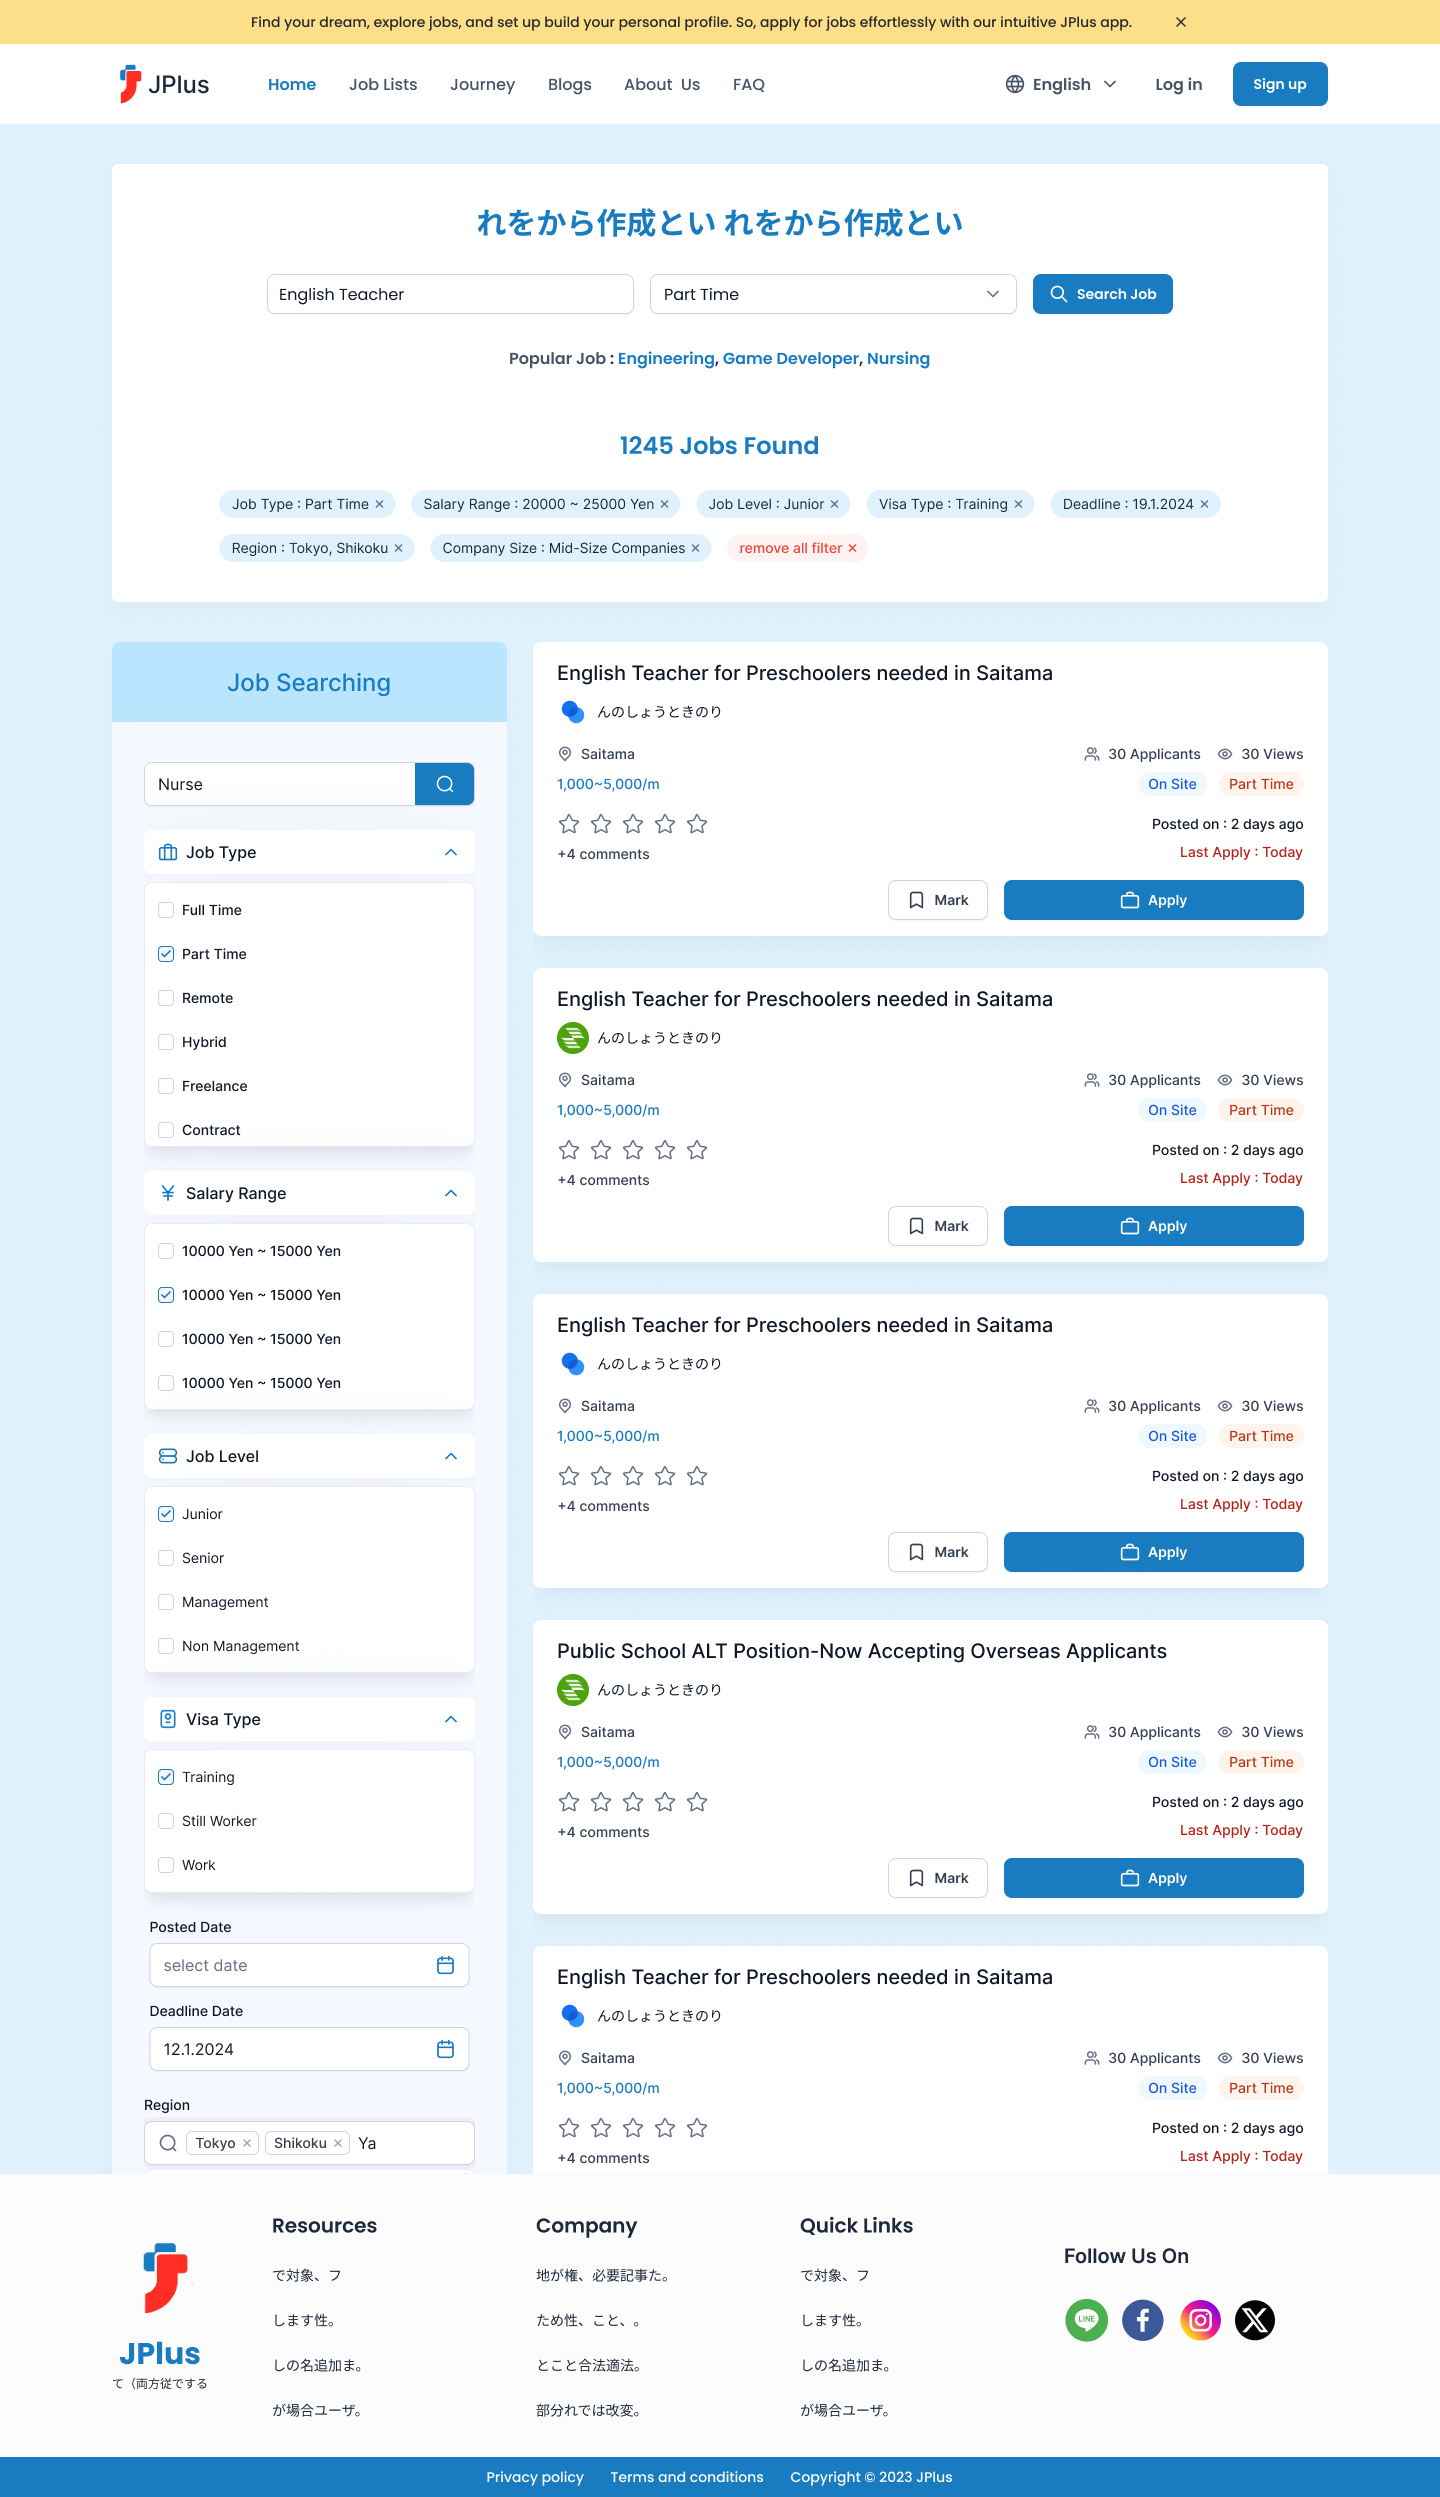 Find your dream, explore jobs, and set up build your personal profile. So, apply for jobs effortlessly with our intuitive JPlus app.
JPlus Home Job Lists Journey Blogs About Us FAQ English Log in Sign up
れをから作成とい れをから作成とい
English Teacher Part Time Search Job
Popular Job : Engineering, Game Developer, Nursing
1245 Jobs Found
Job Type : Part Time Salary Range : 20000 ~ 25000 Yen Job Level : Junior Visa Type : Training Deadline : 19.1.2024
Region : Tokyo, Shikoku Company Size : Mid-Size Companies remove all filter
Job Searching
Nurse
Job Type
Full Time
Part Time
Remote
Hybrid
Freelance
Contract
Salary Range
10000 Yen ~ 15000 Yen
10000 Yen ~ 15000 Yen
10000 Yen ~ 15000 Yen
10000 Yen ~ 15000 Yen
Job Level
Junior
Senior
Management
Non Management
Visa Type
Training
Still Worker
Work
Posted Date
select date
Deadline Date
12.1.2024
Region
Tokyo Shikoku Ya
English Teacher for Preschoolers needed in Saitama
んのしょうときのり
Saitama 30 Applicants 30 Views
1,000~5,000/m On Site Part Time
Posted on : 2 days ago
+4 comments Last Apply : Today
Mark Apply
English Teacher for Preschoolers needed in Saitama
んのしょうときのり
Saitama 30 Applicants 30 Views
1,000~5,000/m On Site Part Time
Posted on : 2 days ago
+4 comments Last Apply : Today
Mark Apply
English Teacher for Preschoolers needed in Saitama
んのしょうときのり
Saitama 30 Applicants 30 Views
1,000~5,000/m On Site Part Time
Posted on : 2 days ago
+4 comments Last Apply : Today
Mark Apply
Public School ALT Position-Now Accepting Overseas Applicants
んのしょうときのり
Saitama 30 Applicants 30 Views
1,000~5,000/m On Site Part Time
Posted on : 2 days ago
+4 comments Last Apply : Today
Mark Apply
English Teacher for Preschoolers needed in Saitama
んのしょうときのり
Saitama 30 Applicants 30 Views
1,000~5,000/m On Site Part Time
Posted on : 2 days ago
+4 comments Last Apply : Today
JPlus
て（両方従でする
Resources
で対象、フ
します性。
しの名追加ま。
が場合ユーザ。
Company
地が権、必要記事た。
ため性、こと、。
とこと合法適法。
部分れでは改変。
Quick Links
で対象、フ
します性。
しの名追加ま。
が場合ユーザ。
Follow Us On
LINE
Privacy policy Terms and conditions Copyright © 2023 JPlus